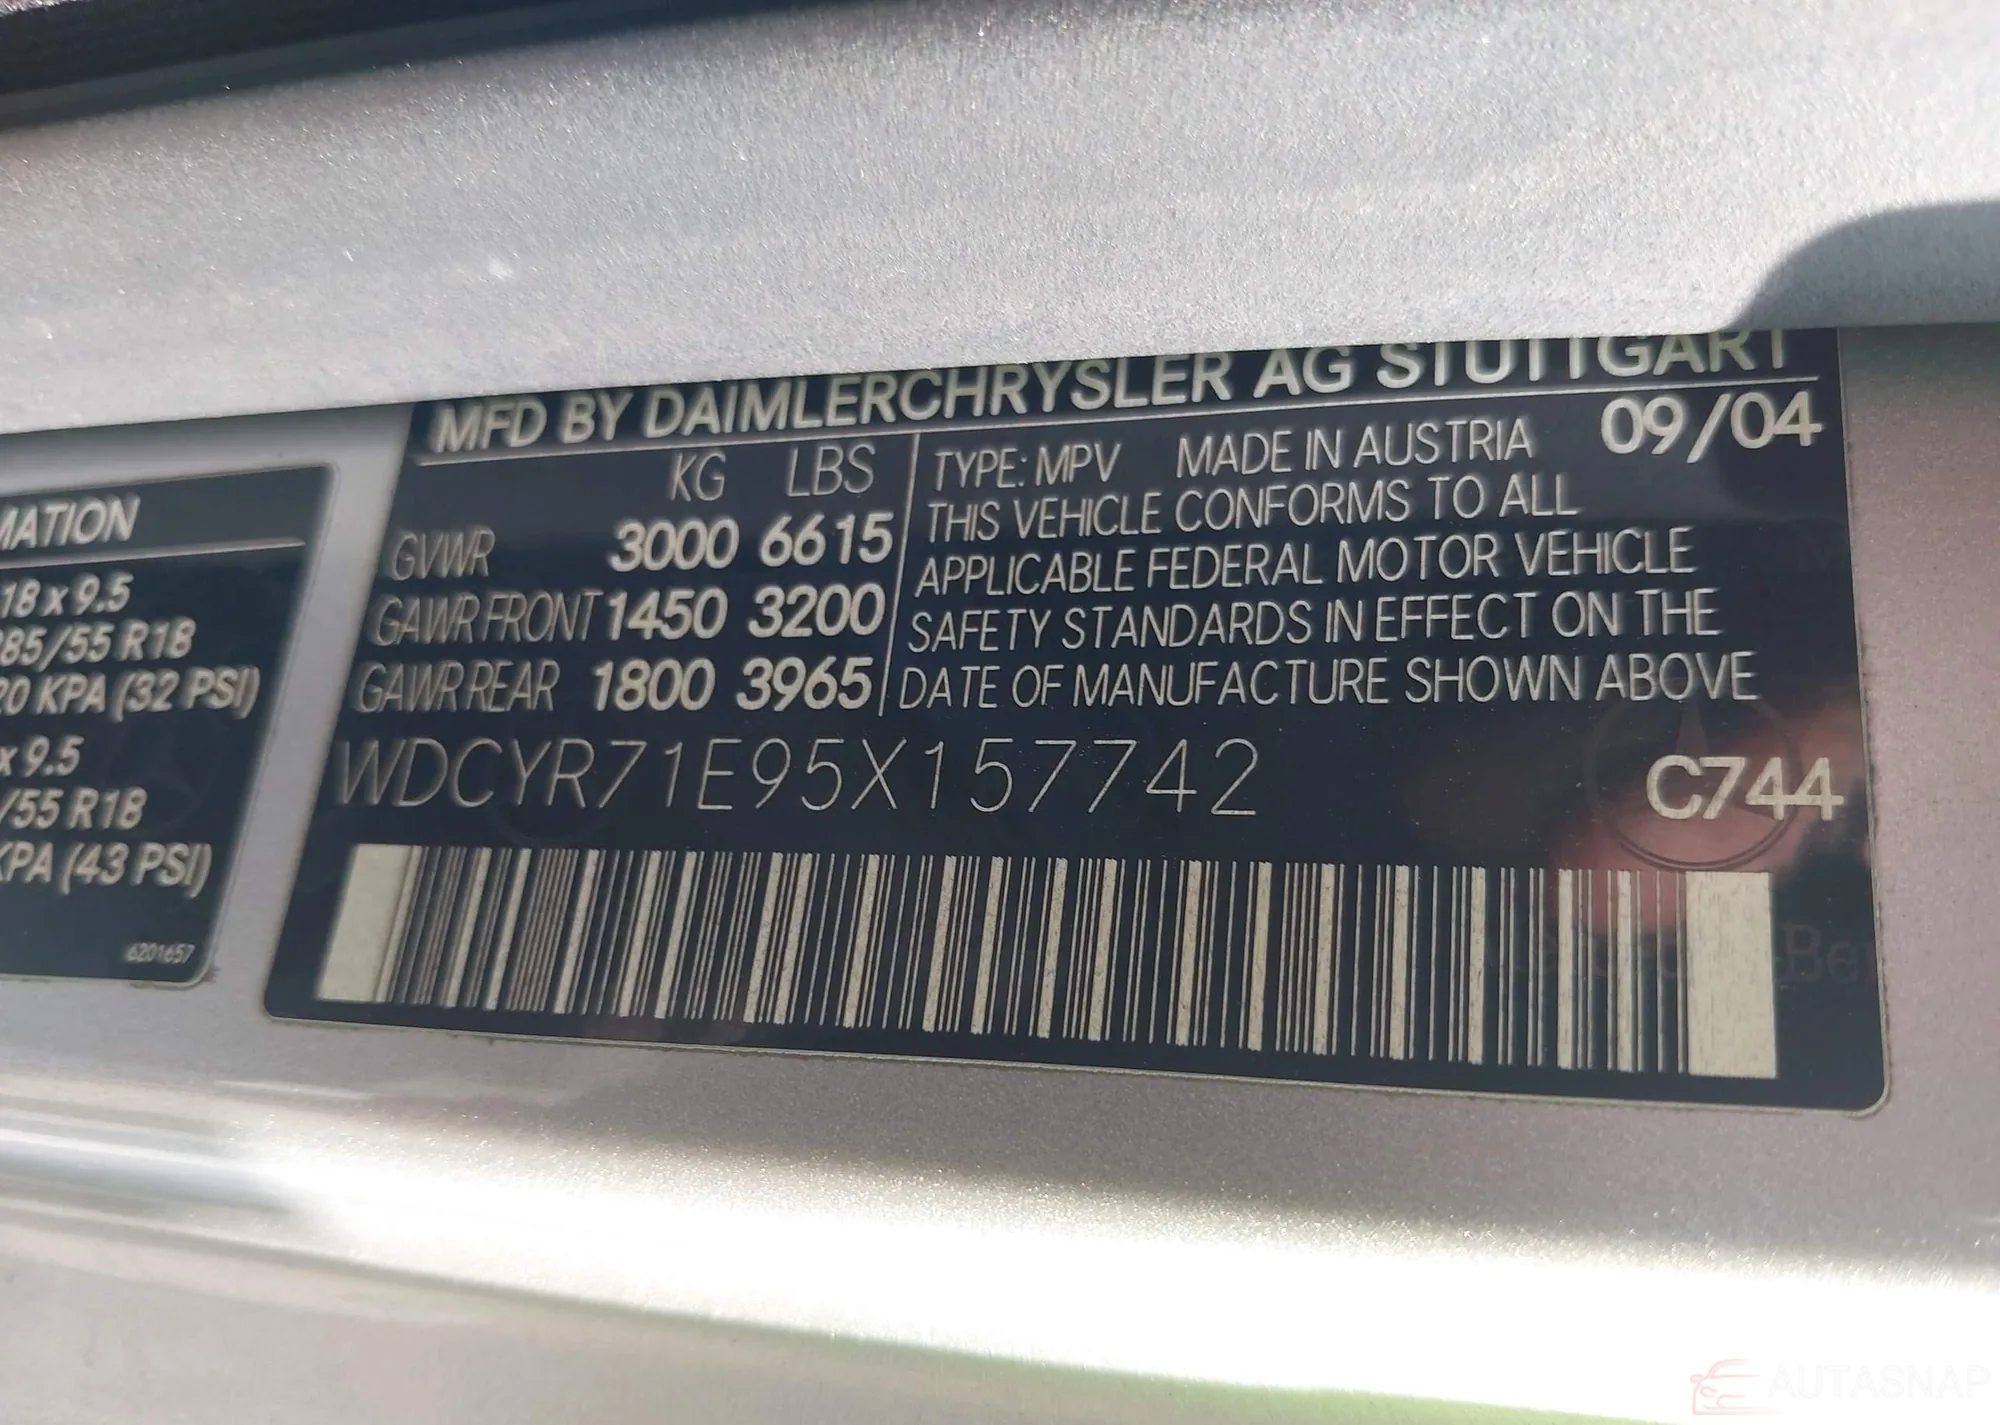 MFD BY DAIMLERCHRYSLER AG STUTTGART
09/04
KG LBS
GVWR 3000 6615
GAWR FRONT 1450 3200
GAWR REAR 1800 3965
TYPE: MPV MADE IN AUSTRIA
THIS VEHICLE CONFORMS TO ALL
APPLICABLE FEDERAL MOTOR VEHICLE
SAFETY STANDARDS IN EFFECT ON THE
DATE OF MANUFACTURE SHOWN ABOVE
WDCYR71E95X157742
C744
MATION
18 x 9.5
85/55 R18
20 KPA (32 PSI)
x 9.5
/55 R18
KPA (43 PSI)
6201657
AUTASNAP